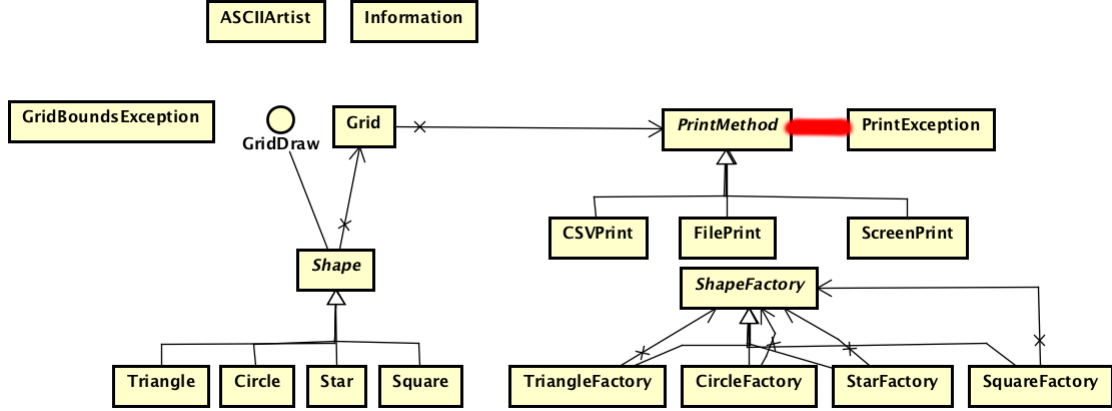 ASCIIArtist
Information
GridBoundsException
GridDraw
Grid
PrintMethod
PrintException
CSVPrint
FilePrint
ScreenPrint
Shape
ShapeFactory
Triangle
Circle
Star
Square
TriangleFactory
CircleFactory
StarFactory
SquareFactory